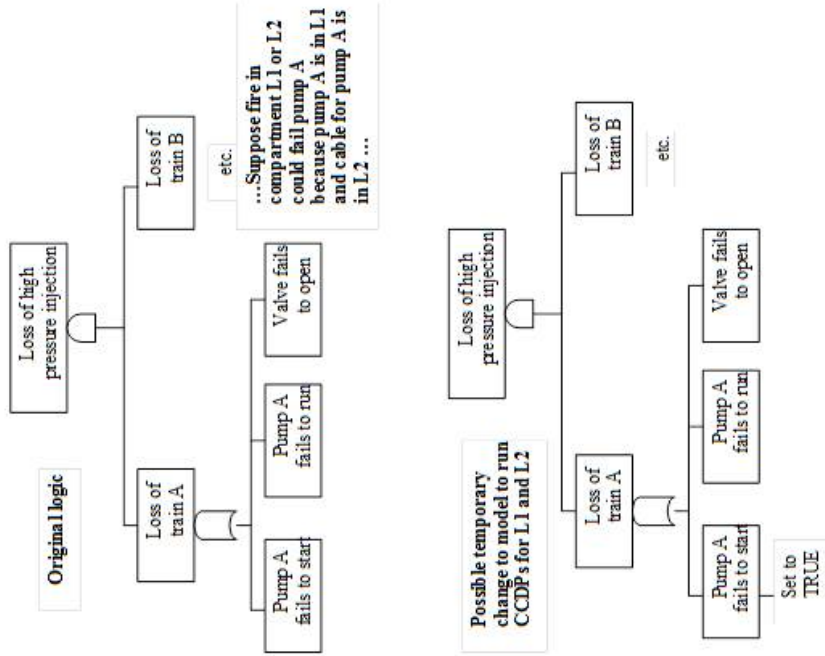 Original logic
Loss of high
pressure injection
Loss of
train A
Loss of
train B
etc.
Pump A
fails to start
Pump A
fails to run
Valve fails
to open
...Suppose fire in
compartment L1 or L2
could fail pump A
because pump A is in L1
and cable for pump A is
in L2 ...
Possible temporary
change to model to run
CCDPs for L1 and L2
Loss of high
pressure injection
Loss of
train A
Loss of
train B
etc.
Pump A
fails to start
Pump A
fails to run
Valve fails
to open
Set to
TRUE